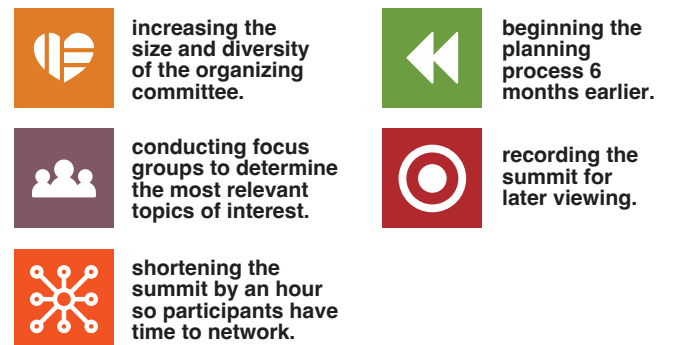 increasing the
size and diversity
of the organizing
committee.
beginning the
planning
process 6
months earlier.
conducting focus
groups to determine
the most relevant
topics of interest.
recording the
summit for
later viewing.
shortening the
summit by an hour
so participants have
time to network.